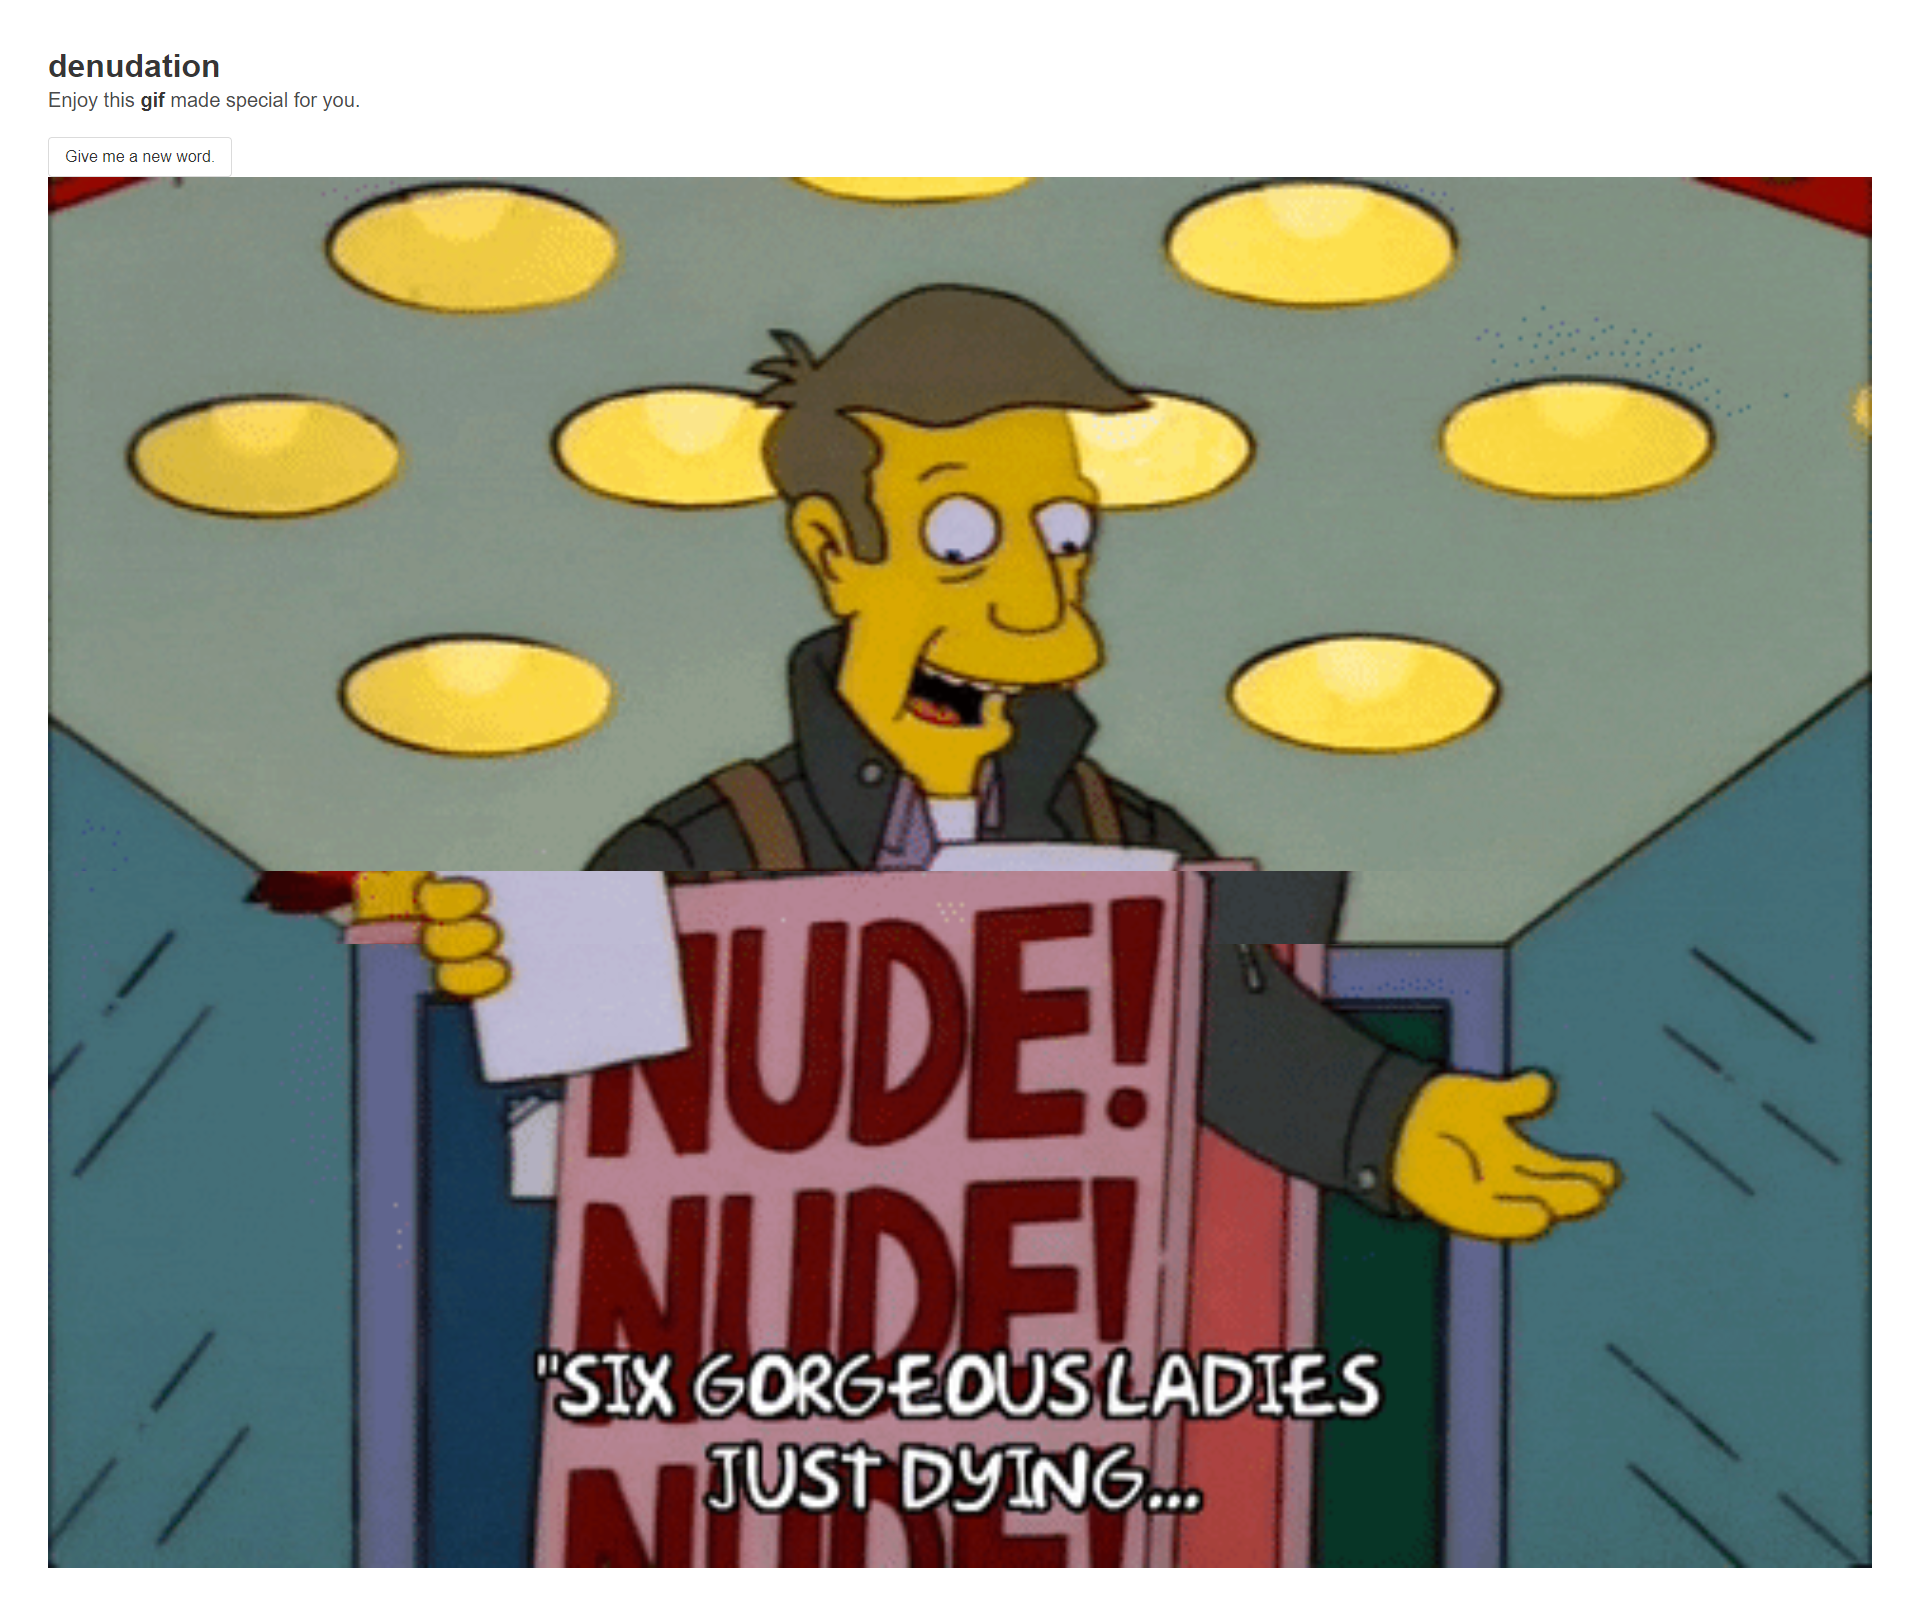 denudation
Enjoy this gif made special for you.
Give me a new word.
NUDE!
NUDE!
"SIX GORGEOUS LADIES
JUST DYING...
NUDE!